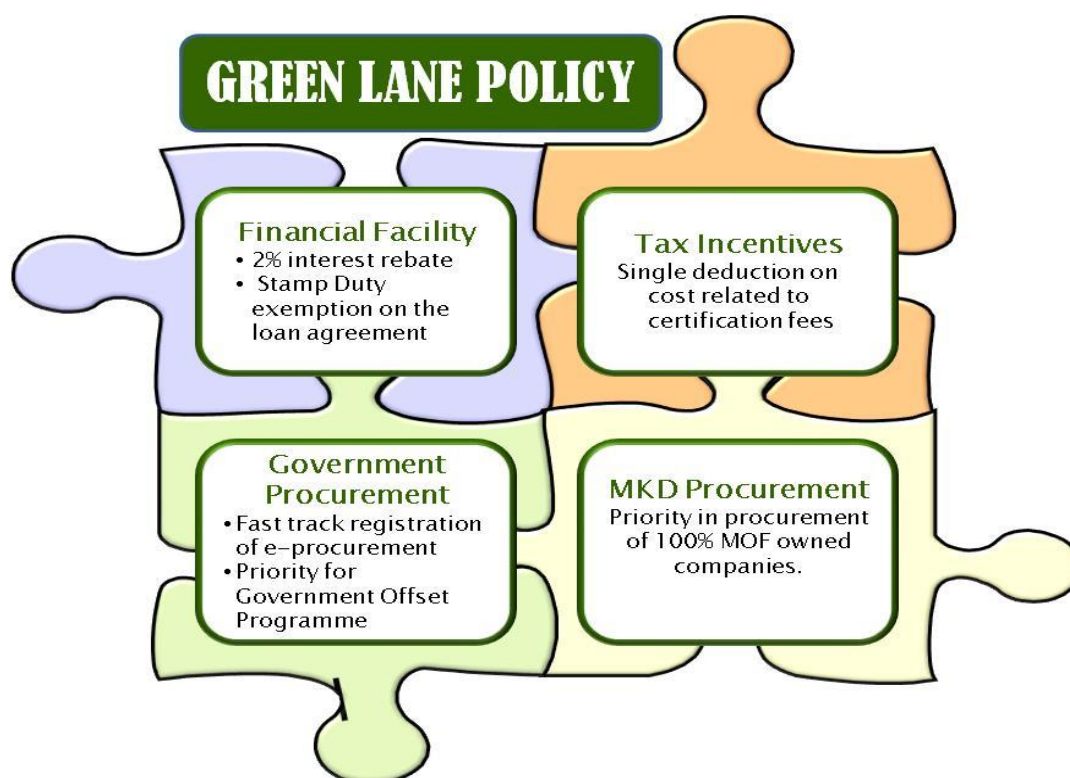 GREEN LANE POLICY
Financial Facility
• 2% interest rebate
• Stamp Duty
exemption on the
loan agreement
Tax Incentives
Single deduction on
cost related to
certification fees
Government
Procurement
• Fast track registration
of e-procurement
• Priority for
Government Offset
Programme
MKD Procurement
Priority in procurement
of 100% MOF owned
companies.